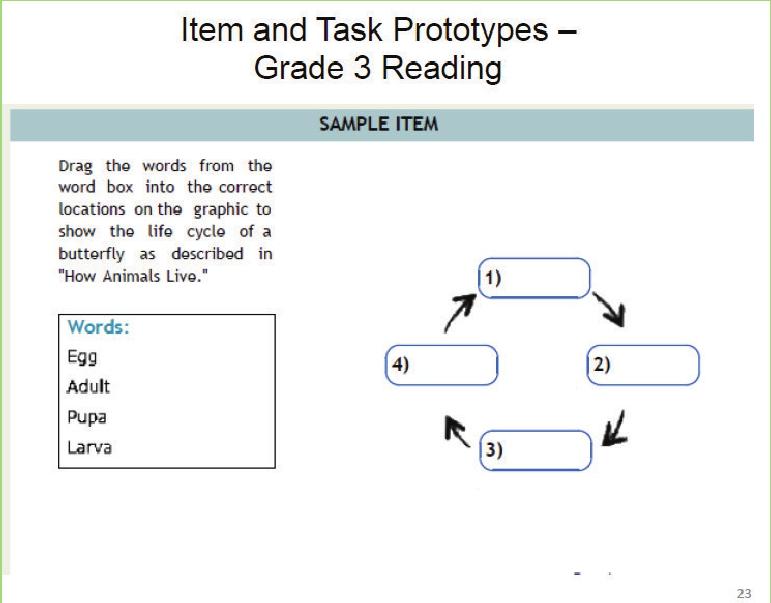 Item and Task Prototypes –
Grade 3 Reading
SAMPLE ITEM
Drag the words from the
word box into the correct
locations on the graphic to
show the life cycle of a
butterfly as described in
"How Animals Live."
Words:
Egg
Adult
Pupa
Larva
1)
2)
3)
4)
23